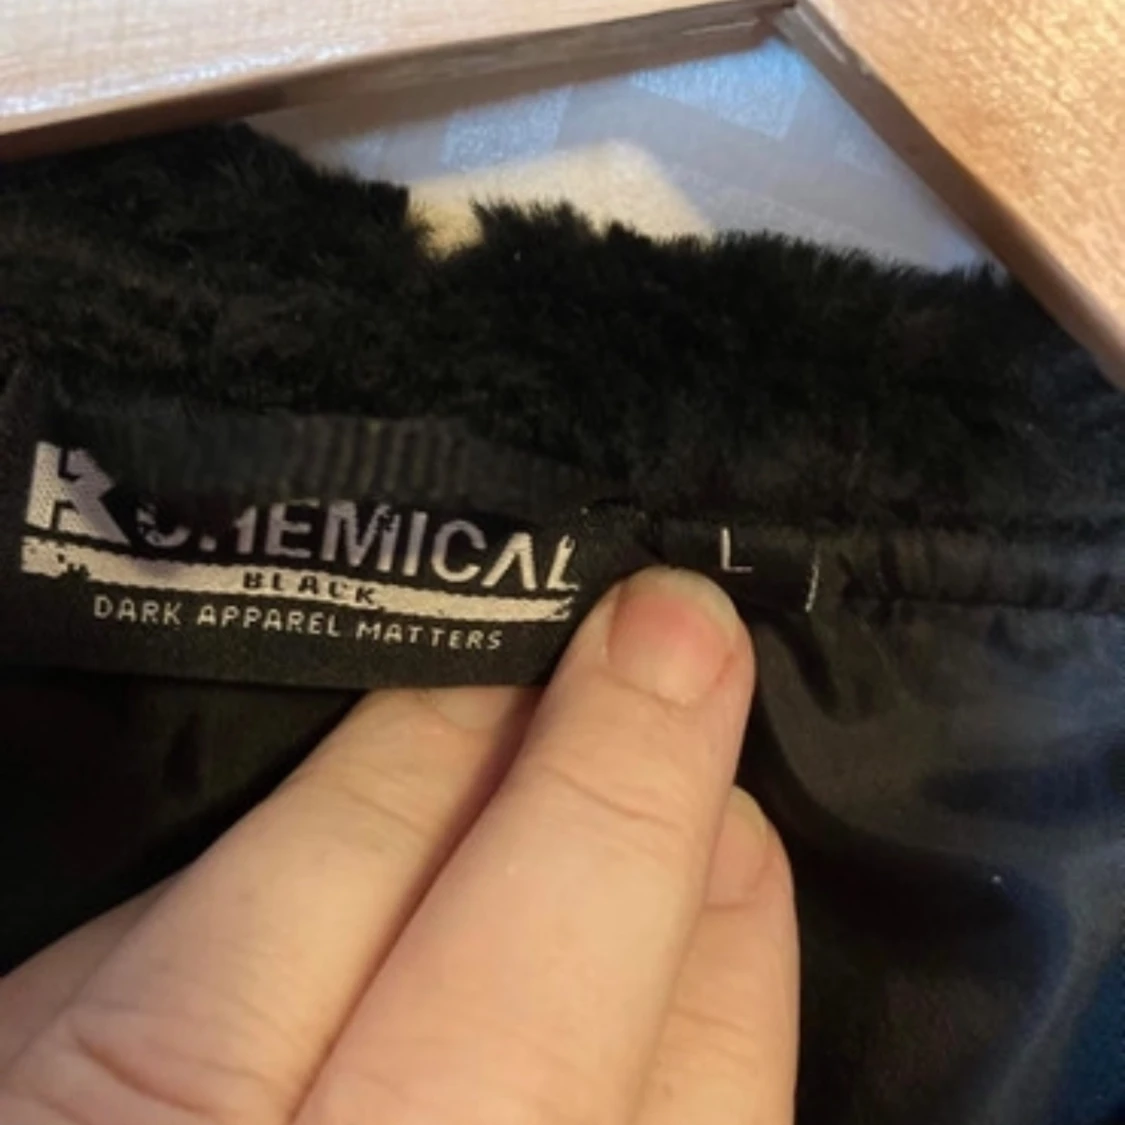 CHEMICAL
BLACK
DARK APPAREL MATTERS
L